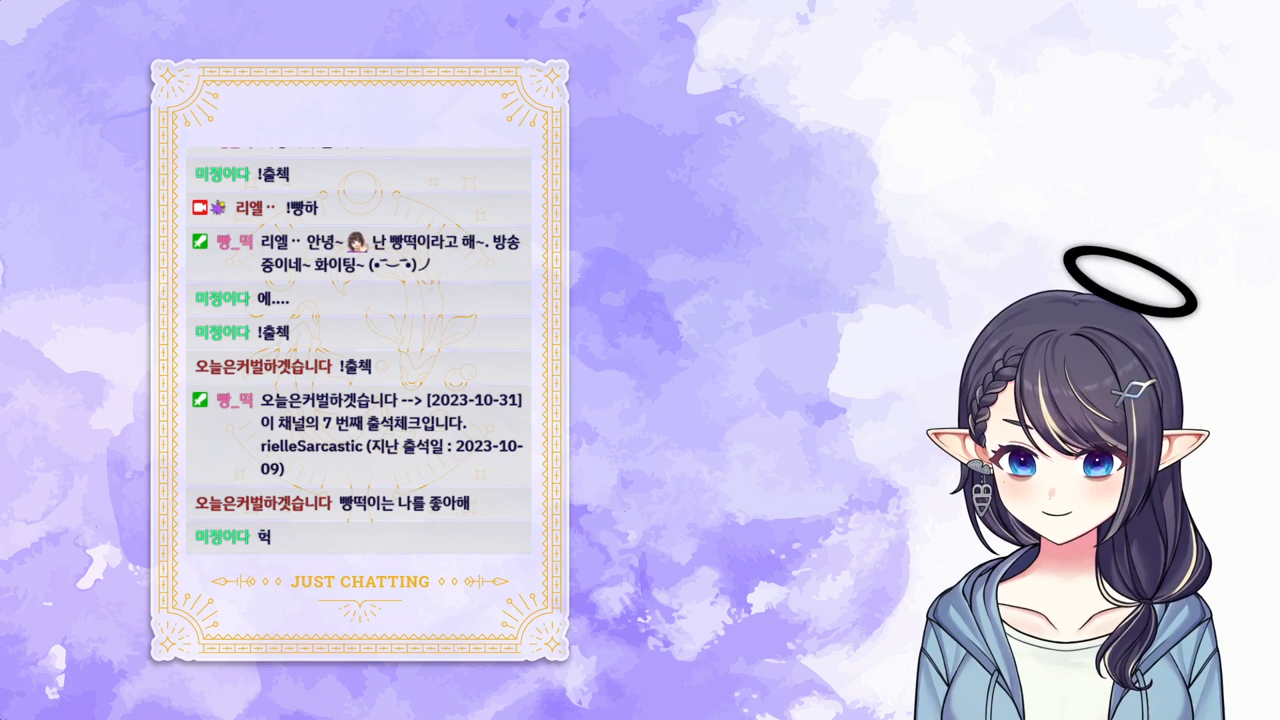 미정이다 !출첵
리엘·· !빵하
빵_떡 리엘·· 안녕~ 난 빵떡이라고 해~. 방송
중이네~ 화이팅~ (•͡˘‿•͡˘)ノ
미정이다 에....
미정이다 !출첵
오늘은커벌하겟습니다 !출첵
빵_떡 오늘은커벌하겟습니다 --> [2023-10-31]
이 채널의 7 번째 출석체크입니다.
rielleSarcastic (지난 출석일 : 2023-10-
09)
오늘은커벌하겟습니다 빵떡이는 나를 좋아해
미정이다 헉
JUST CHATTING